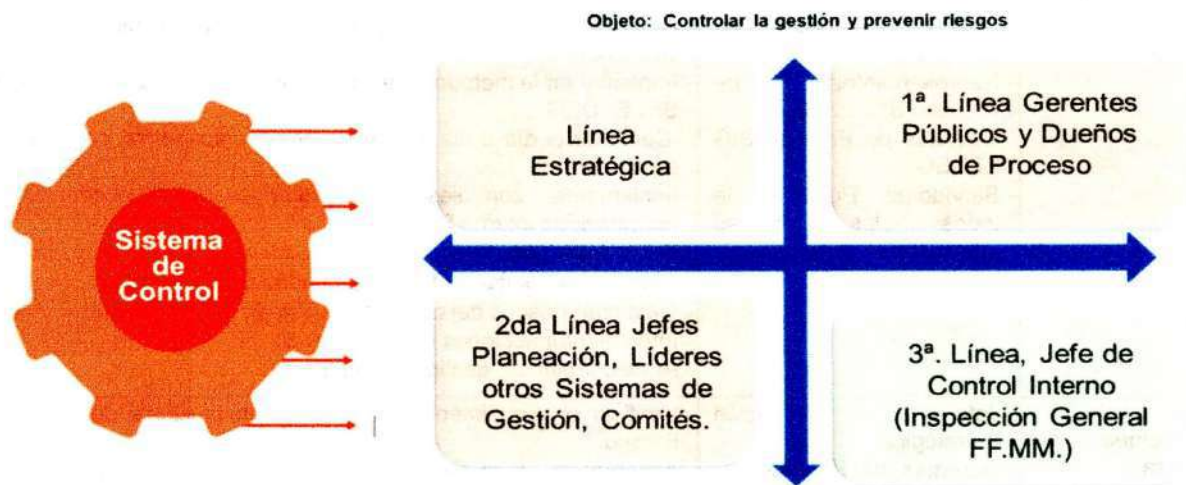 Objeto: Controlar la gestión y prevenir riesgos
Sistema
de
Control
Línea
Estratégica
1ª. Línea Gerentes
Públicos y Dueños
de Proceso
2da Línea Jefes
Planeación, Líderes
otros Sistemas de
Gestión, Comités.
3ª. Línea, Jefe de
Control Interno
(Inspección General
FF.MM.)